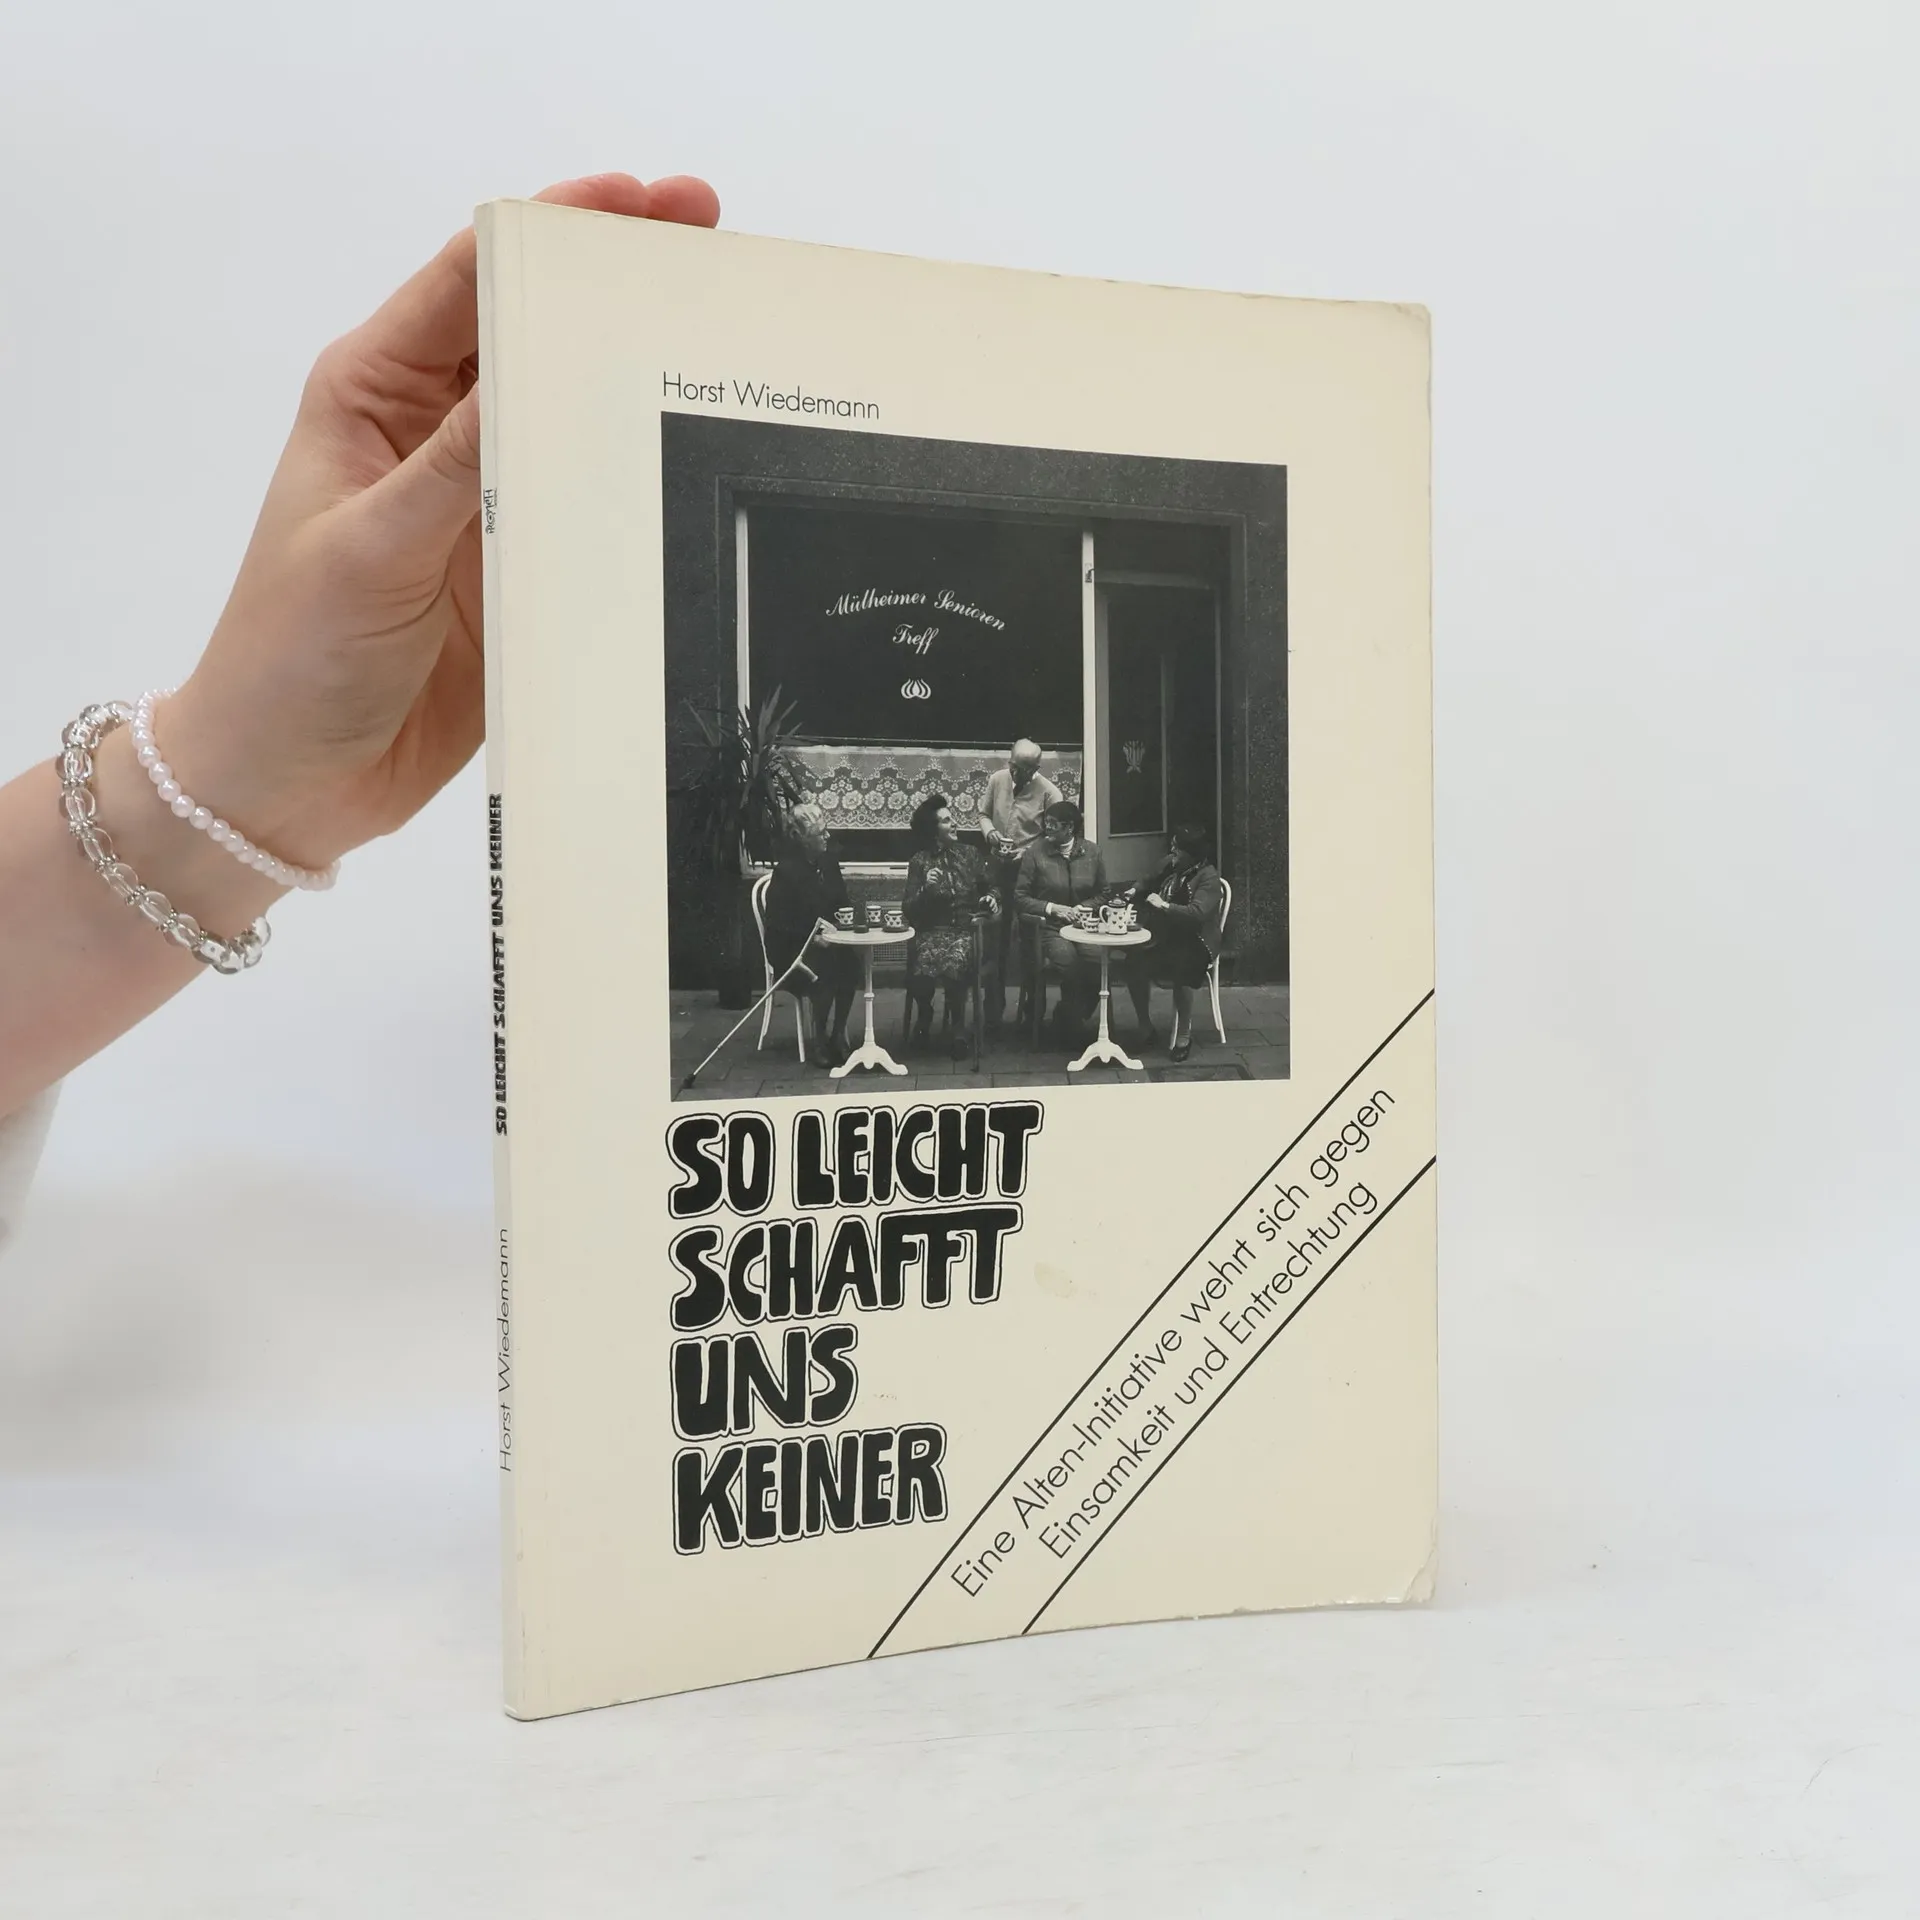 Horst Wiedemann
Mülheimer Senioren
Treff
SO LEICHT
SCHAFFT
UNS
KEINER
Eine Alten-Initiative wehrt sich gegen
Einsamkeit und Entrechtung
SO LEICHT SCHAFFT UNS KEINER
Horst Wiedemann